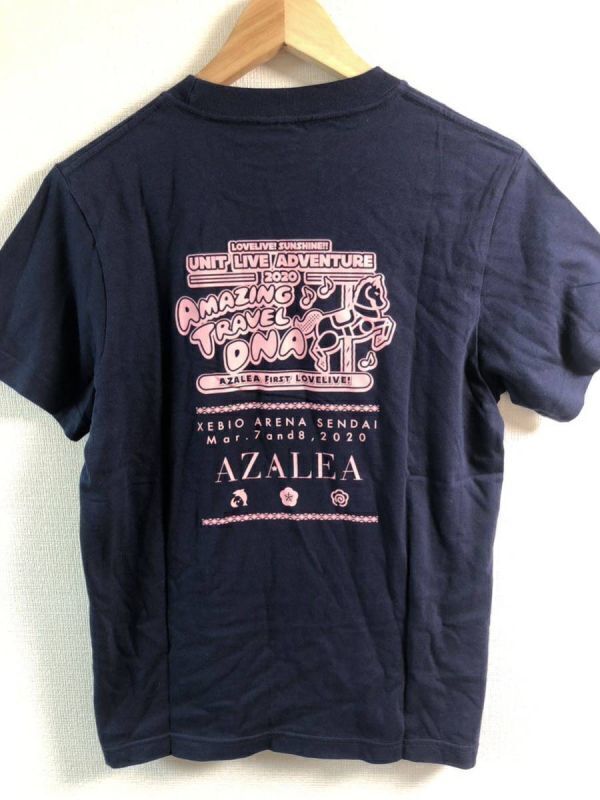 LOVELIVE! SUNSHINE!!
UNIT LIVE ADVENTURE
2020
AMAZING
TRAVEL
DNA
AZALEA FIRST LOVELIVE!
XEBIO ARENA SENDAI
Mar. 7and8, 2020
AZALEA